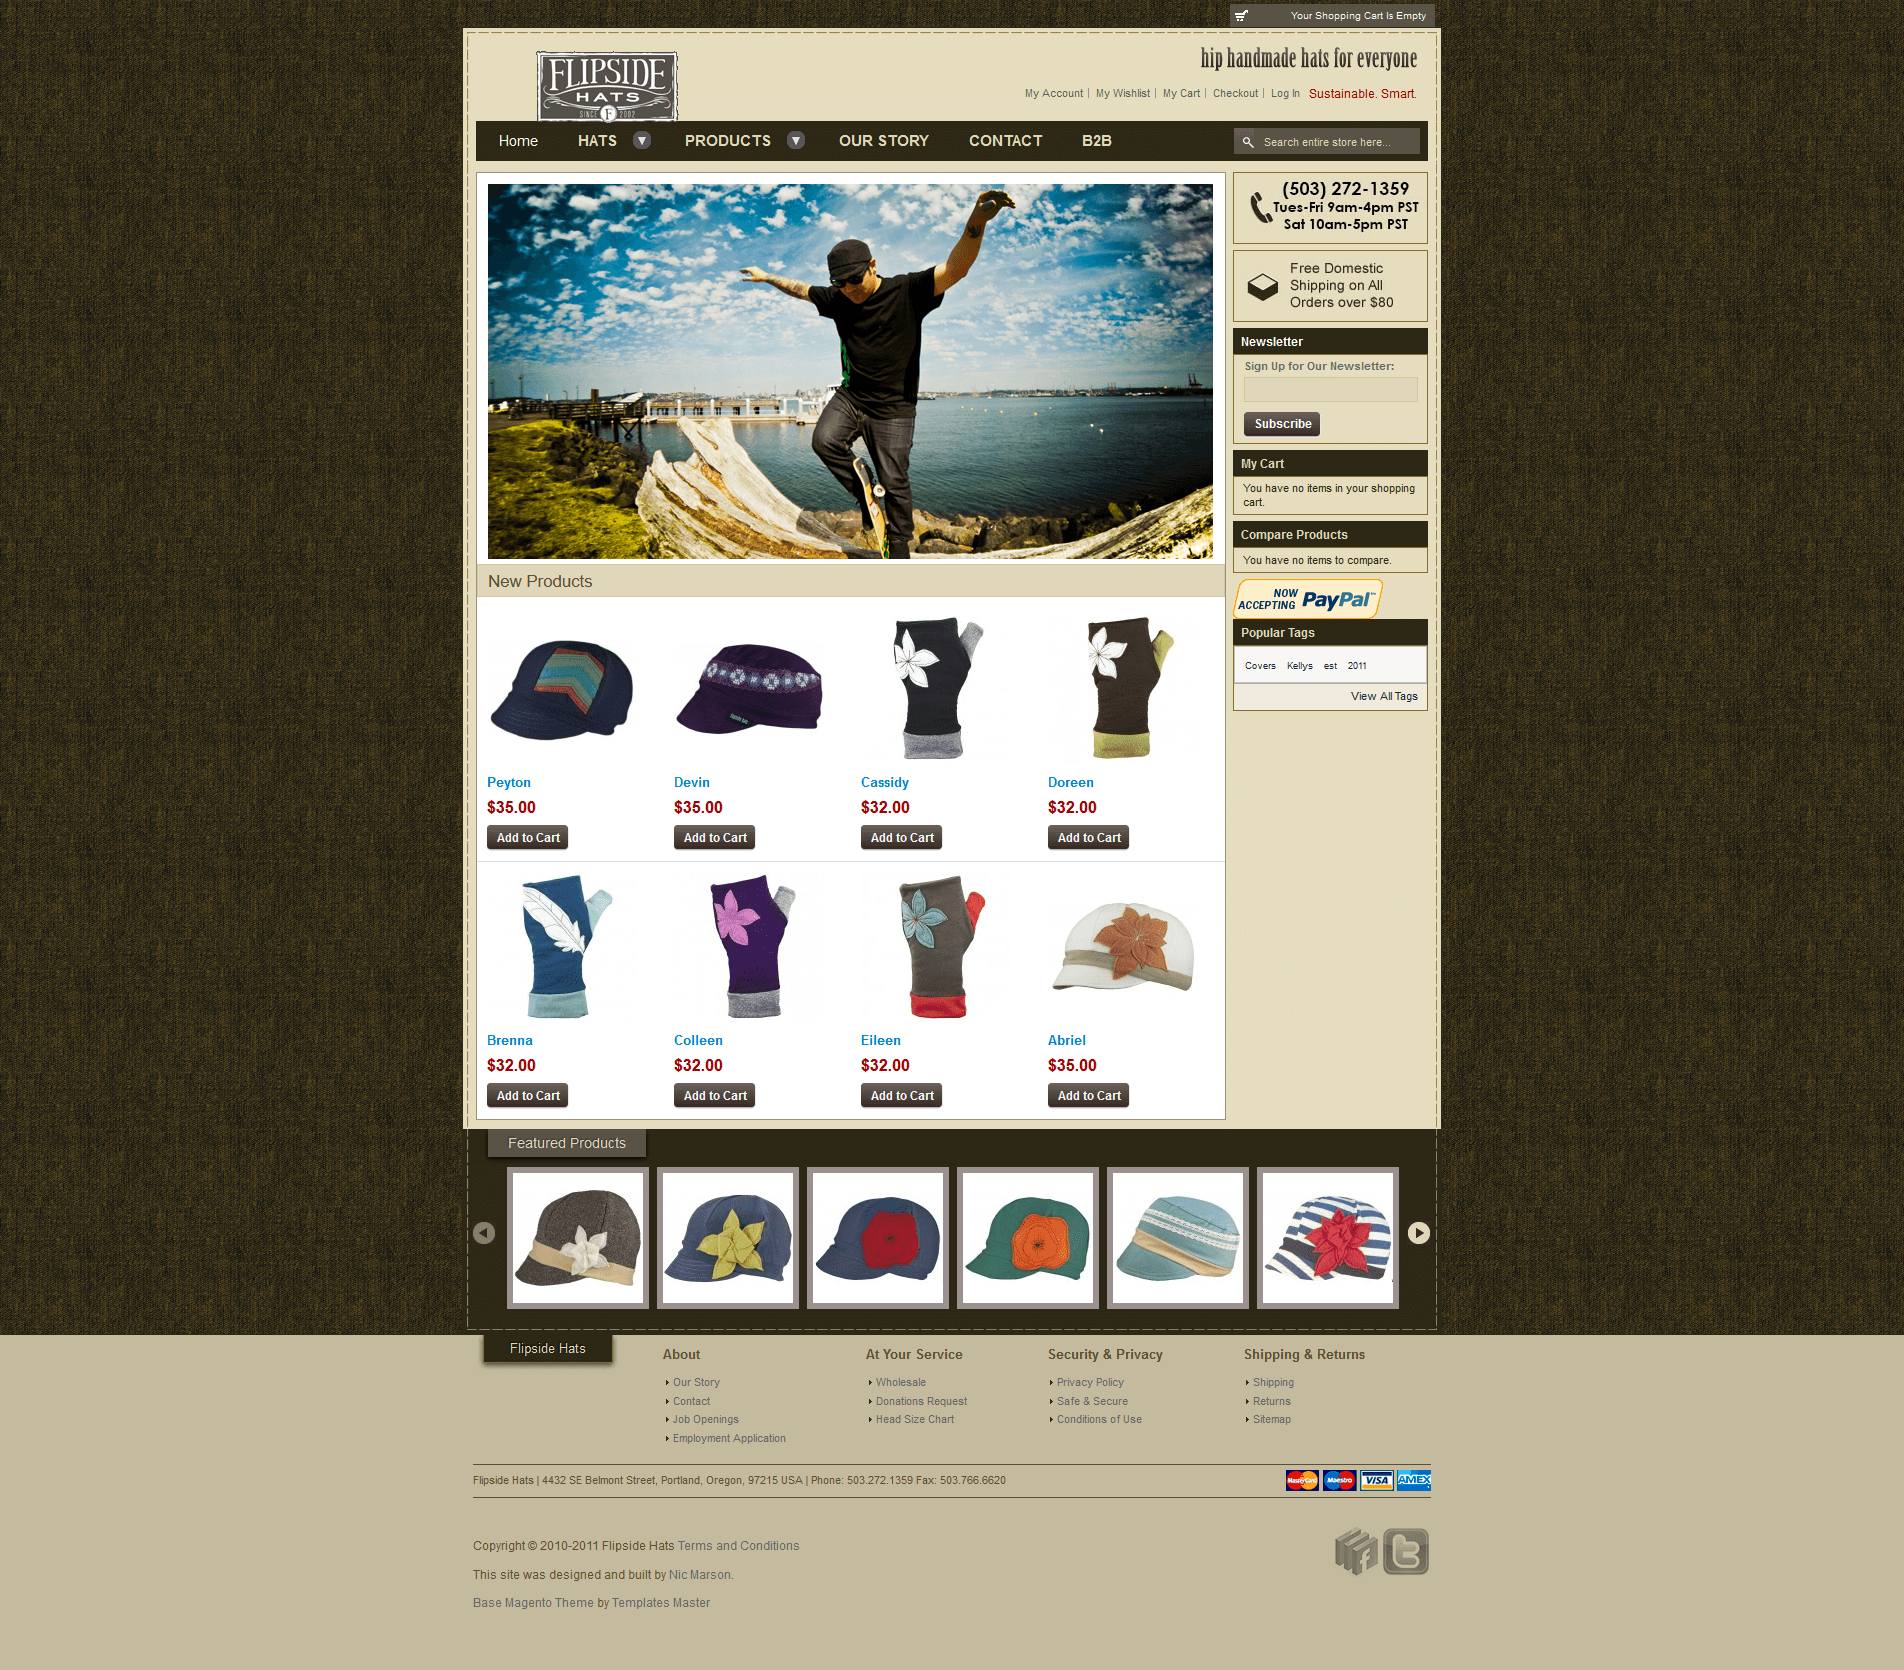 Your Shopping Cart Is Empty
FLIPSIDE
HATS
SINCE F 2002
hip handmade hats for everyone
My Account | My Wishlist | My Cart | Checkout | Log In Sustainable. Smart.
Home HATS PRODUCTS OUR STORY CONTACT B2B Search entire store here...
(503) 272-1359
Tues-Fri 9am-4pm PST
Sat 10am-5pm PST
Free Domestic
Shipping on All
Orders over $80
Newsletter
Sign Up for Our Newsletter:
Subscribe
My Cart
You have no items in your shopping
cart.
Compare Products
You have no items to compare.
NOW
ACCEPTING PayPal
Popular Tags
Covers Kellys est 2011
View All Tags
New Products
Peyton Devin Cassidy Doreen
$35.00 $35.00 $32.00 $32.00
Add to Cart Add to Cart Add to Cart Add to Cart
Brenna Colleen Eileen Abriel
$32.00 $32.00 $32.00 $35.00
Add to Cart Add to Cart Add to Cart Add to Cart
Featured Products
Flipside Hats
About
Our Story
Contact
Job Openings
Employment Application
At Your Service
Wholesale
Donations Request
Head Size Chart
Security & Privacy
Privacy Policy
Safe & Secure
Conditions of Use
Shipping & Returns
Shipping
Returns
Sitemap
Flipside Hats | 4432 SE Belmont Street, Portland, Oregon, 97215 USA | Phone: 503.272.1359 Fax: 503.766.6620
MasterCard Maestro VISA AMEX
Copyright © 2010-2011 Flipside Hats Terms and Conditions
This site was designed and built by Nic Marson.
Base Magento Theme by Templates Master